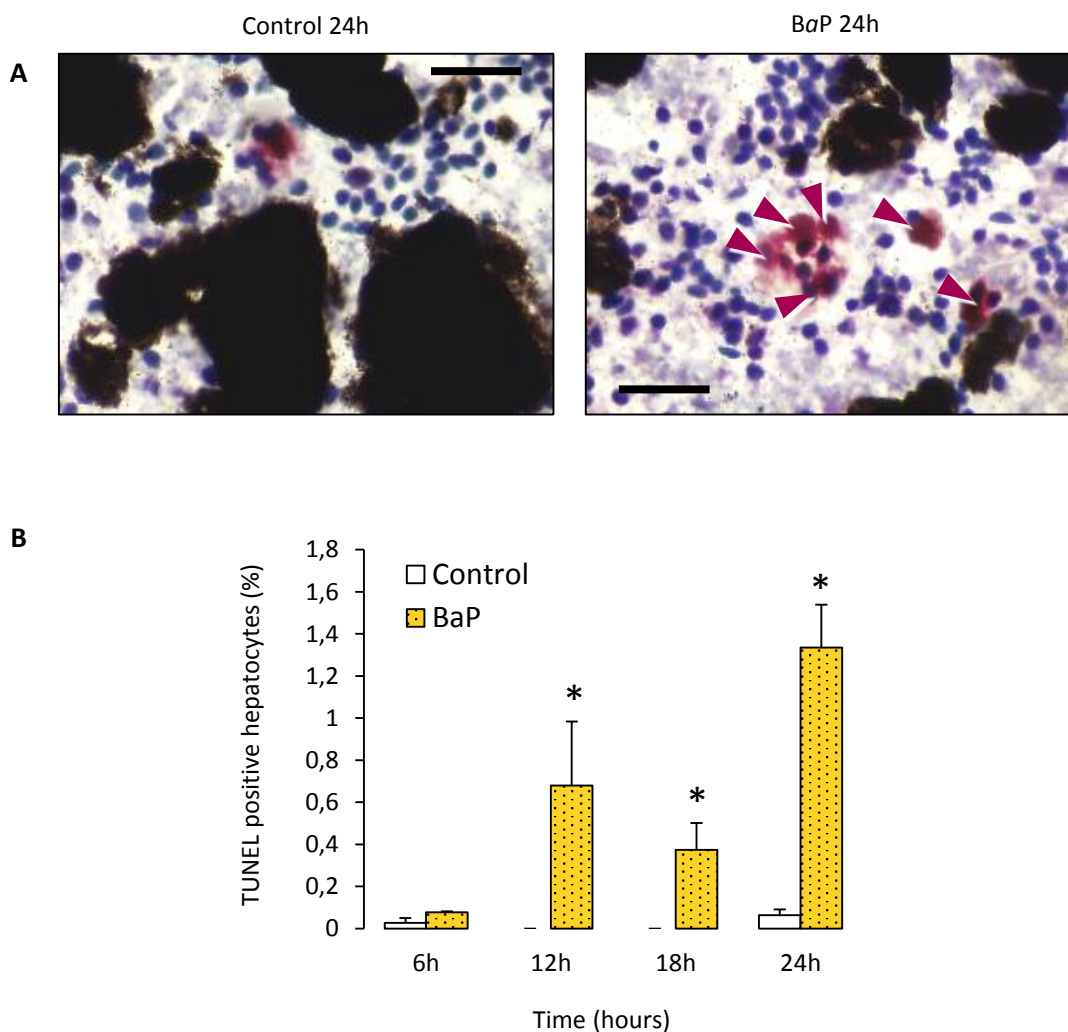 Control 24h
BaP 24h
A
B
TUNEL positive hepatocytes (%)
1,8
1,6
1,4
1,2
1
0,8
0,6
0,4
0,2
0
Control
BaP
*
*
*
6h 12h 18h 24h
Time (hours)